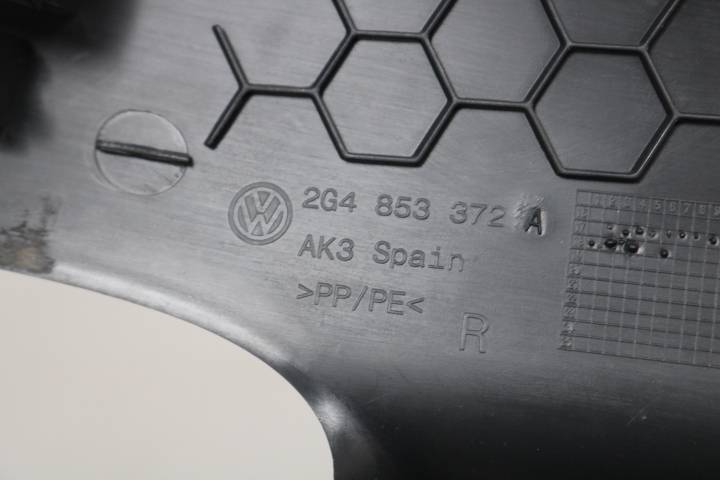 2G4 853 372 A
AK3 Spain
>PP/PE<
R